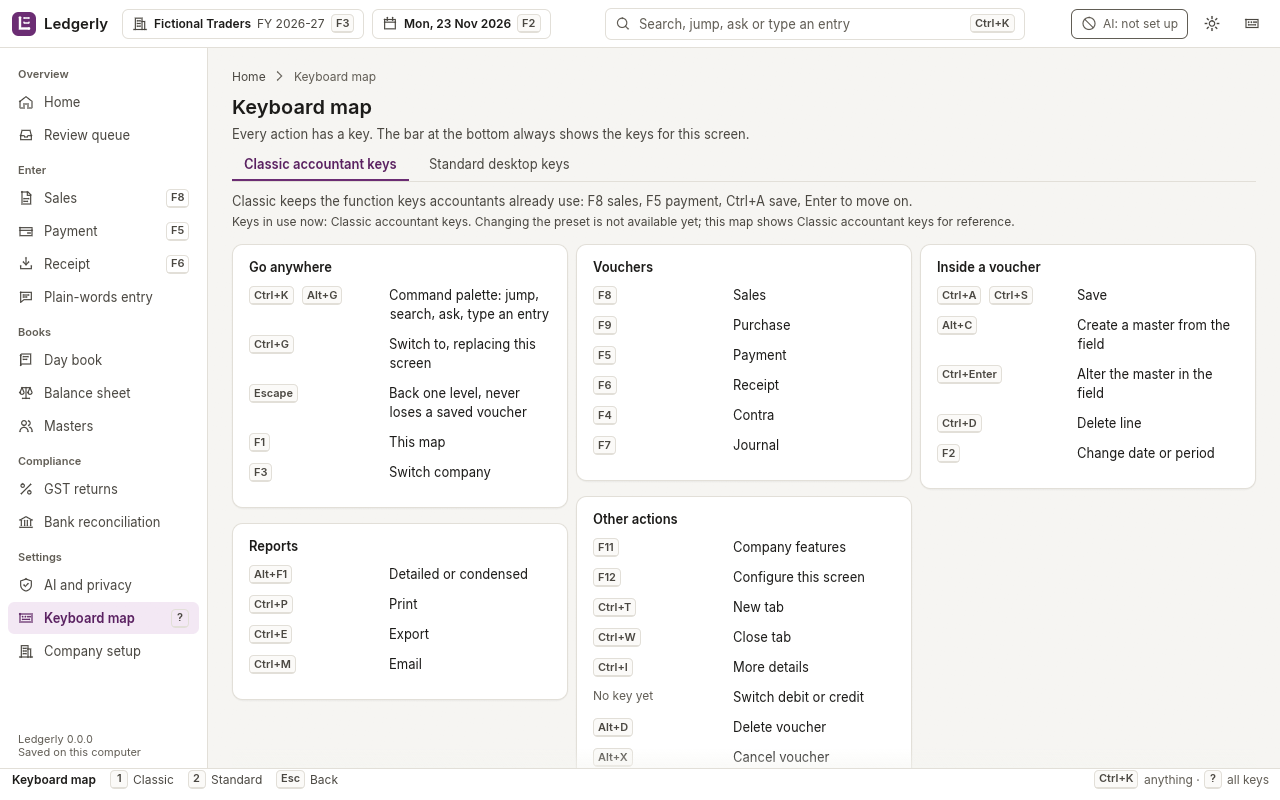 Ledgerly
Fictional Traders FY 2026-27 F3
Mon, 23 Nov 2026 F2
Search, jump, ask or type an entry Ctrl+K
AI: not set up
Overview
Home
Review queue
Enter
Sales F8
Payment F5
Receipt F6
Plain-words entry
Books
Day book
Balance sheet
Masters
Compliance
GST returns
Bank reconciliation
Settings
AI and privacy
Keyboard map ?
Company setup
Ledgerly 0.0.0
Saved on this computer
Home > Keyboard map
Keyboard map
Every action has a key. The bar at the bottom always shows the keys for this screen.
Classic accountant keys Standard desktop keys
Classic keeps the function keys accountants already use: F8 sales, F5 payment, Ctrl+A save, Enter to move on.
Keys in use now: Classic accountant keys. Changing the preset is not available yet; this map shows Classic accountant keys for reference.
Go anywhere
Ctrl+K Alt+G Command palette: jump,
search, ask, type an entry
Ctrl+G Switch to, replacing this
screen
Escape Back one level, never
loses a saved voucher
F1 This map
F3 Switch company
Reports
Alt+F1 Detailed or condensed
Ctrl+P Print
Ctrl+E Export
Ctrl+M Email
Vouchers
F8 Sales
F9 Purchase
F5 Payment
F6 Receipt
F4 Contra
F7 Journal
Other actions
F11 Company features
F12 Configure this screen
Ctrl+T New tab
Ctrl+W Close tab
Ctrl+I More details
No key yet Switch debit or credit
Alt+D Delete voucher
Alt+X Cancel voucher
Inside a voucher
Ctrl+A Ctrl+S Save
Alt+C Create a master from the
field
Ctrl+Enter Alter the master in the
field
Ctrl+D Delete line
F2 Change date or period
Keyboard map 1 Classic 2 Standard Esc Back
Ctrl+K anything · ? all keys